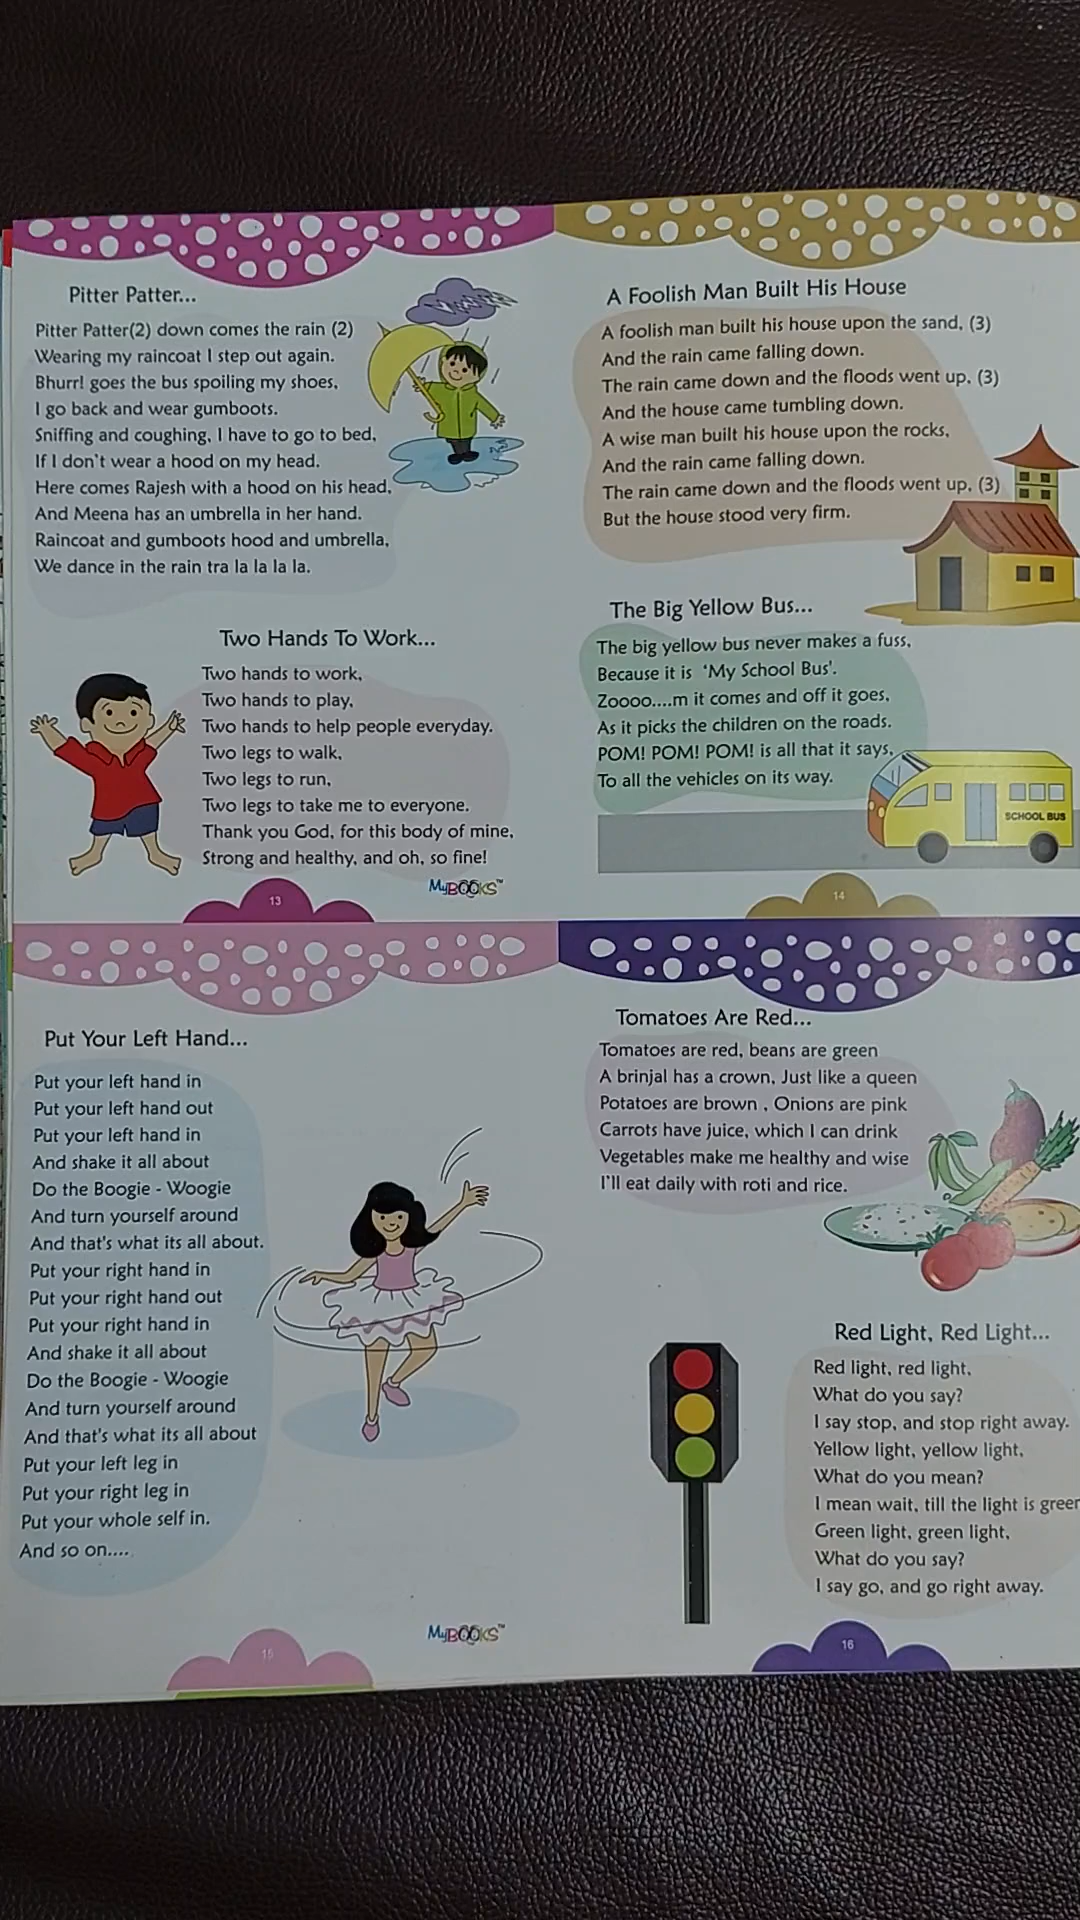 Pitter Patter...
Pitter Patter(2) down comes the rain (2)
Wearing my raincoat I step out again.
Bhurr! goes the bus spoiling my shoes,
I go back and wear gumboots.
Sniffing and coughing, I have to go to bed,
If I don't wear a hood on my head.
Here comes Rajesh with a hood on his head,
And Meena has an umbrella in her hand.
Raincoat and gumboots hood and umbrella,
We dance in the rain tra la la la la.
Two Hands To Work...
Two hands to work,
Two hands to play,
Two hands to help people everyday.
Two legs to walk,
Two legs to run,
Two legs to take me to everyone.
Thank you God, for this body of mine,
Strong and healthy, and oh, so fine!
MyBOOKS™
13
A Foolish Man Built His House
A foolish man built his house upon the sand, (3)
And the rain came falling down.
The rain came down and the floods went up, (3)
And the house came tumbling down.
A wise man built his house upon the rocks,
And the rain came falling down.
The rain came down and the floods went up, (3)
But the house stood very firm.
The Big Yellow Bus...
The big yellow bus never makes a fuss,
Because it is 'My School Bus'.
Zoooo....m it comes and off it goes,
As it picks the children on the roads.
POM! POM! POM! is all that it says,
To all the vehicles on its way.
SCHOOL BUS
14
Put Your Left Hand...
Put your left hand in
Put your left hand out
Put your left hand in
And shake it all about
Do the Boogie - Woogie
And turn yourself around
And that's what its all about.
Put your right hand in
Put your right hand out
Put your right hand in
And shake it all about
Do the Boogie - Woogie
And turn yourself around
And that's what its all about
Put your left leg in
Put your right leg in
Put your whole self in.
And so on....
MyBOOKS™
15
Tomatoes Are Red...
Tomatoes are red, beans are green
A brinjal has a crown, Just like a queen
Potatoes are brown , Onions are pink
Carrots have juice, which I can drink
Vegetables make me healthy and wise
I'll eat daily with roti and rice.
Red Light, Red Light...
Red light, red light,
What do you say?
I say stop, and stop right away.
Yellow light, yellow light,
What do you mean?
I mean wait, till the light is green
Green light, green light,
What do you say?
I say go, and go right away.
16